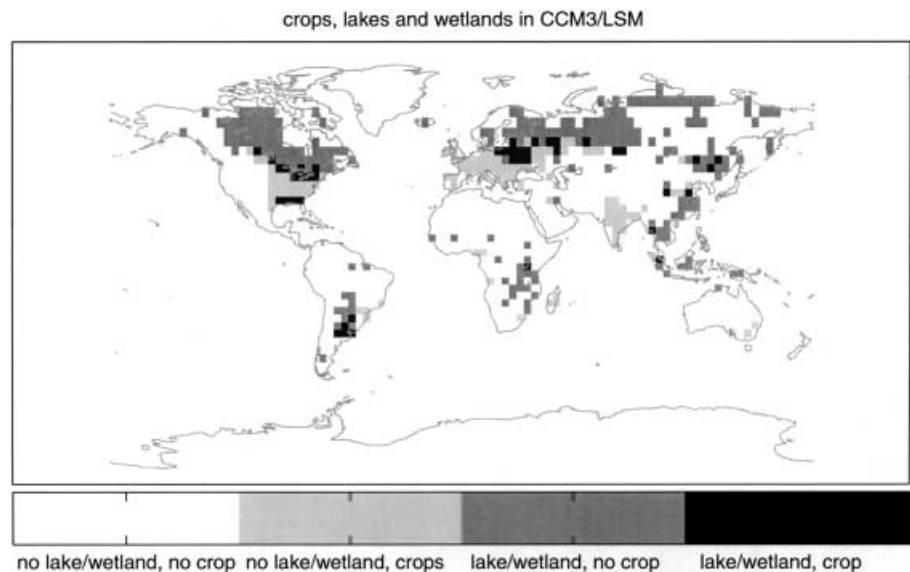 crops, lakes and wetlands in CCM3/LSM
no lake/wetland, no crop no lake/wetland, crops lake/wetland, no crop lake/wetland, crop